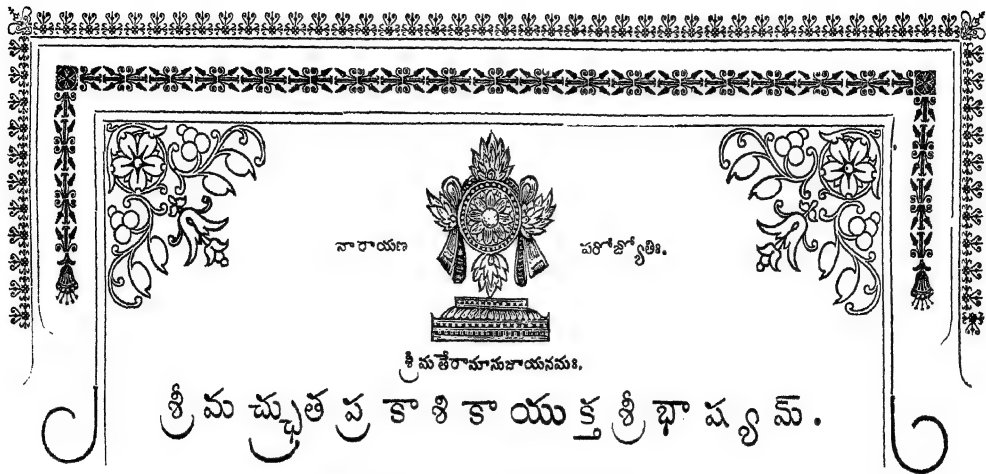 నారాయణ పరోజ్యోతిః.
శ్రీమతేరామానుజాయనమః.
శ్రీమచ్ఛ్రుతప్రకాశికాయుక్తశ్రీభాష్యమ్.